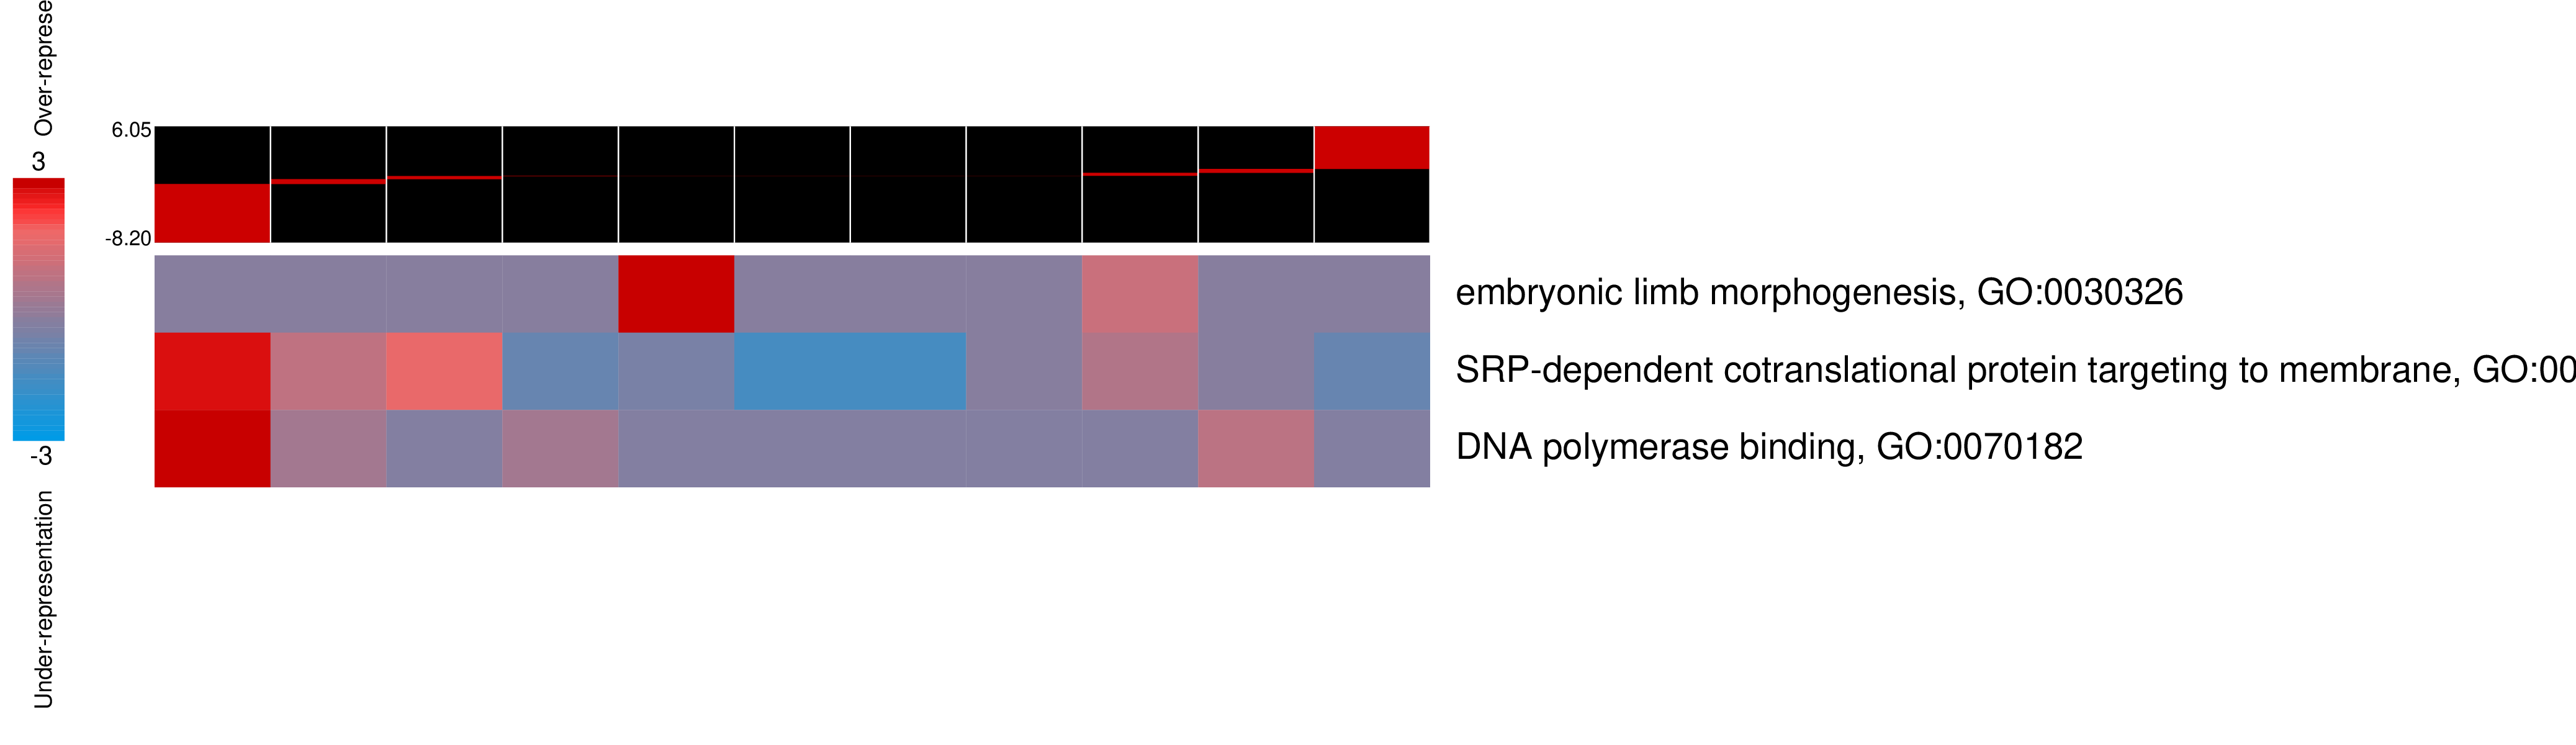 Over-represe
3
-3
Under-representation
6.05
-8.20
embryonic limb morphogenesis, GO:0030326
SRP-dependent cotranslational protein targeting to membrane, GO:00
DNA polymerase binding, GO:0070182